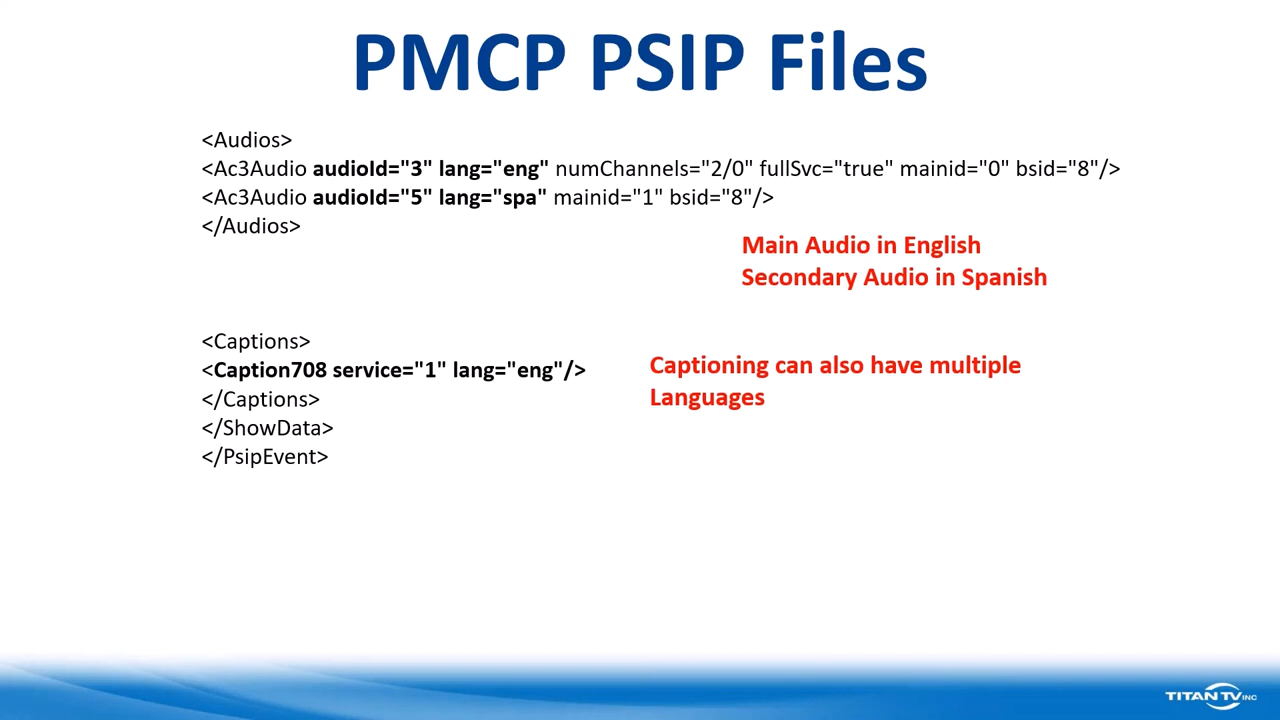 PMCP PSIP Files
<Audios>
<Ac3Audio audioId="3" lang="eng" numChannels="2/0" fullSvc="true" mainid="0" bsid="8"/>
<Ac3Audio audioId="5" lang="spa" mainid="1" bsid="8"/>
</Audios>
Main Audio in English
Secondary Audio in Spanish
<Captions>
<Caption708 service="1" lang="eng"/>
Captioning can also have multiple
Languages
</Captions>
</ShowData>
</PsipEvent>
TITAN TV INC